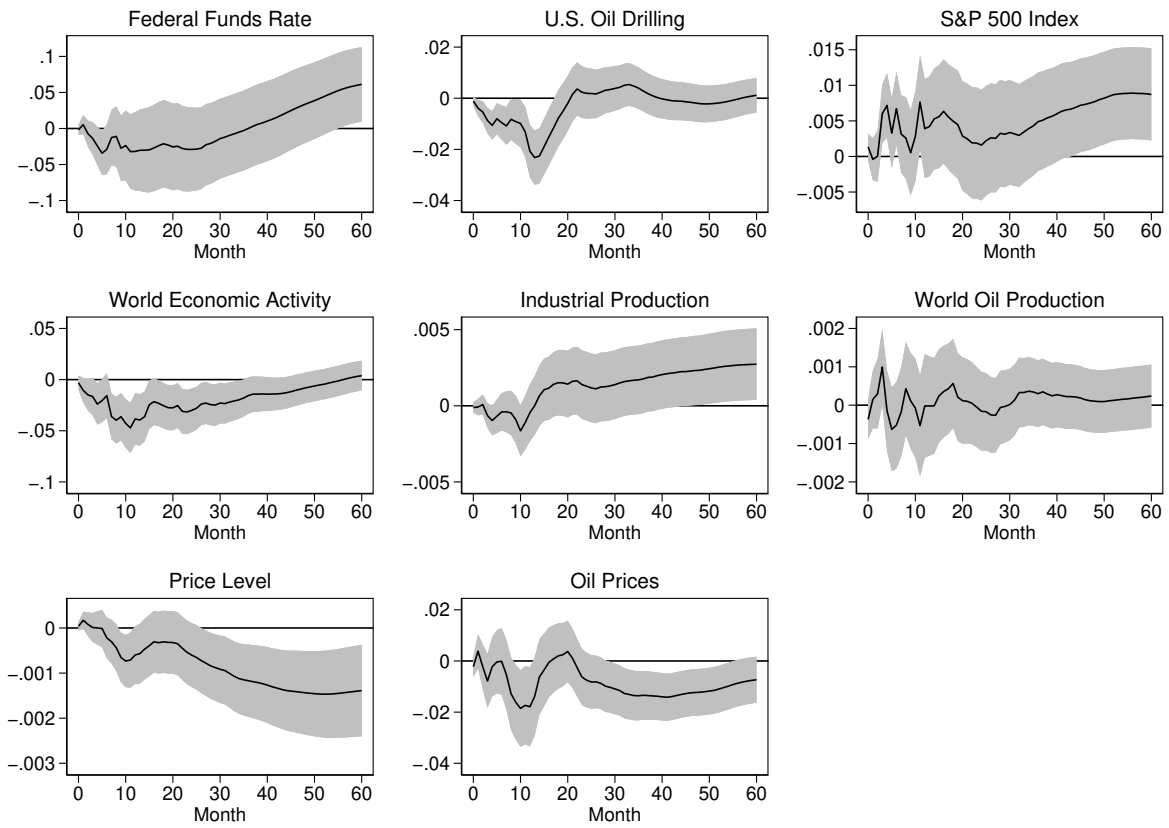 Federal Funds Rate
.1
.05
0
−.05
−.1
0 10 20 30 40 50 60
Month
U.S. Oil Drilling
.02
0
−.02
−.04
0 10 20 30 40 50 60
Month
S&P 500 Index
.015
.01
.005
0
−.005
0 10 20 30 40 50 60
Month
World Economic Activity
.05
0
−.05
−.1
0 10 20 30 40 50 60
Month
Industrial Production
.005
0
−.005
0 10 20 30 40 50 60
Month
World Oil Production
.002
.001
0
−.001
−.002
0 10 20 30 40 50 60
Month
Price Level
0
−.001
−.002
−.003
0 10 20 30 40 50 60
Month
Oil Prices
.02
0
−.02
−.04
0 10 20 30 40 50 60
Month